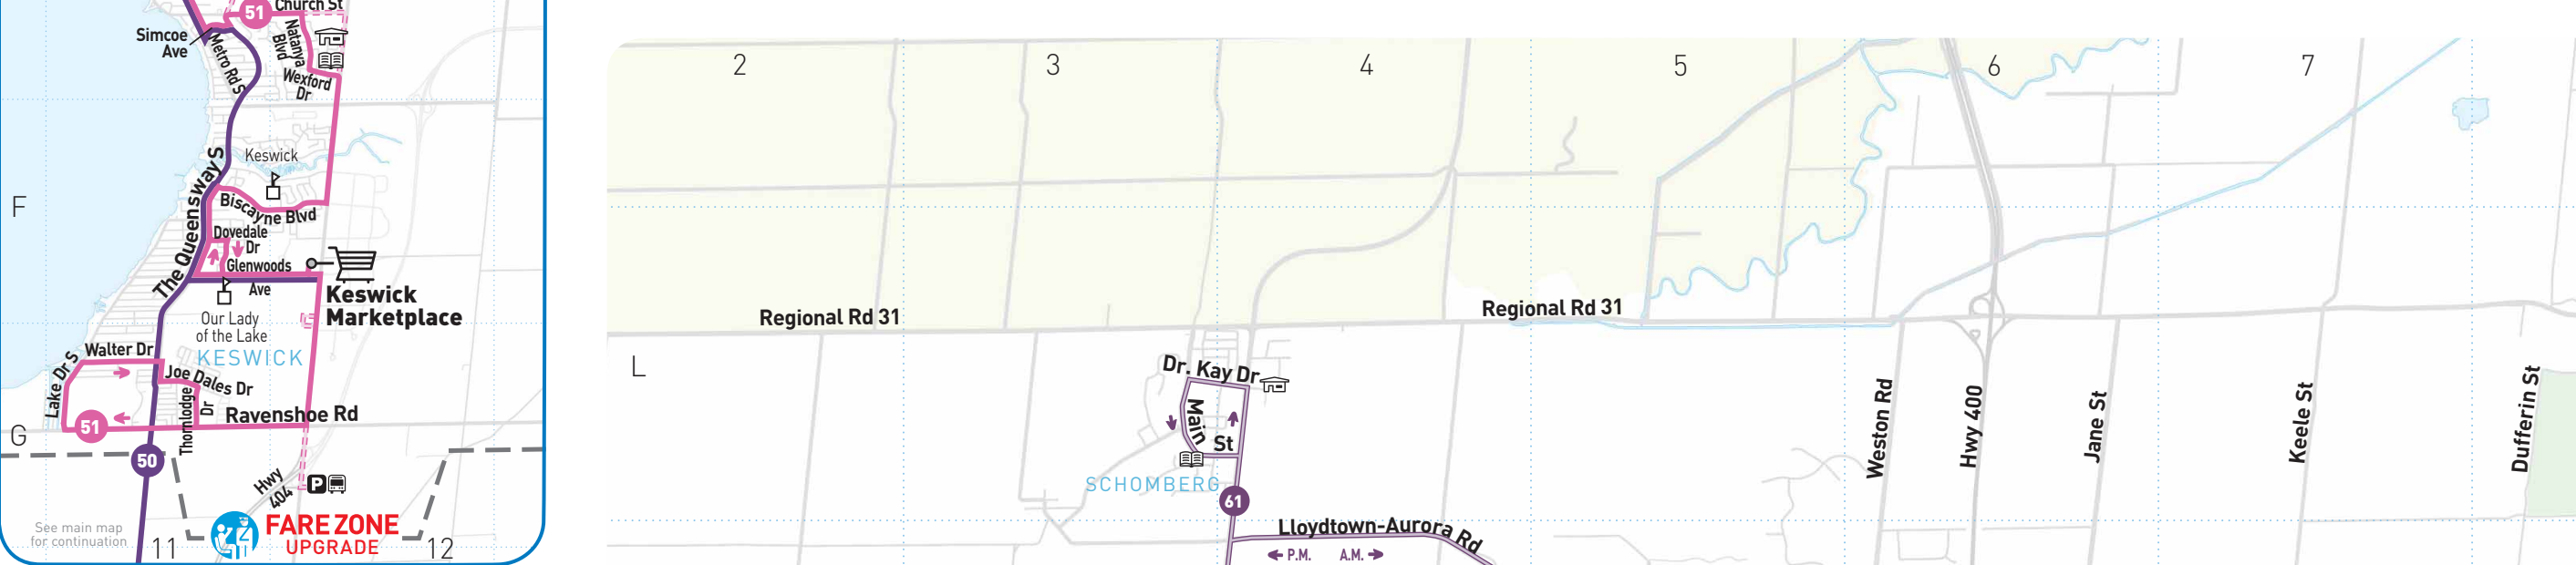 51
Church St
Simcoe
Ave
Metro Rd S
Natanya
Blvd
Wexford
Dr
Keswick
The Queensway S
F
Biscayne Blvd
Dovedale
Dr
Glenwoods
Ave
Keswick
Marketplace
Our Lady
of the Lake
KESWICK
Walter Dr
Lake Dr S
Joe Dales Dr
Thornlodge
Dr
Ravenshoe Rd
51
G
50
Hwy
404
P
See main map
for continuation
11
FARE ZONE
UPGRADE
12
2
3
4
5
6
7
Regional Rd 31
Regional Rd 31
L
Dr. Kay Dr
Main
St
SCHOMBERG
61
Lloydtown-Aurora Rd
P.M.
A.M.
Weston Rd
Hwy 400
Jane St
Keele St
Dufferin St